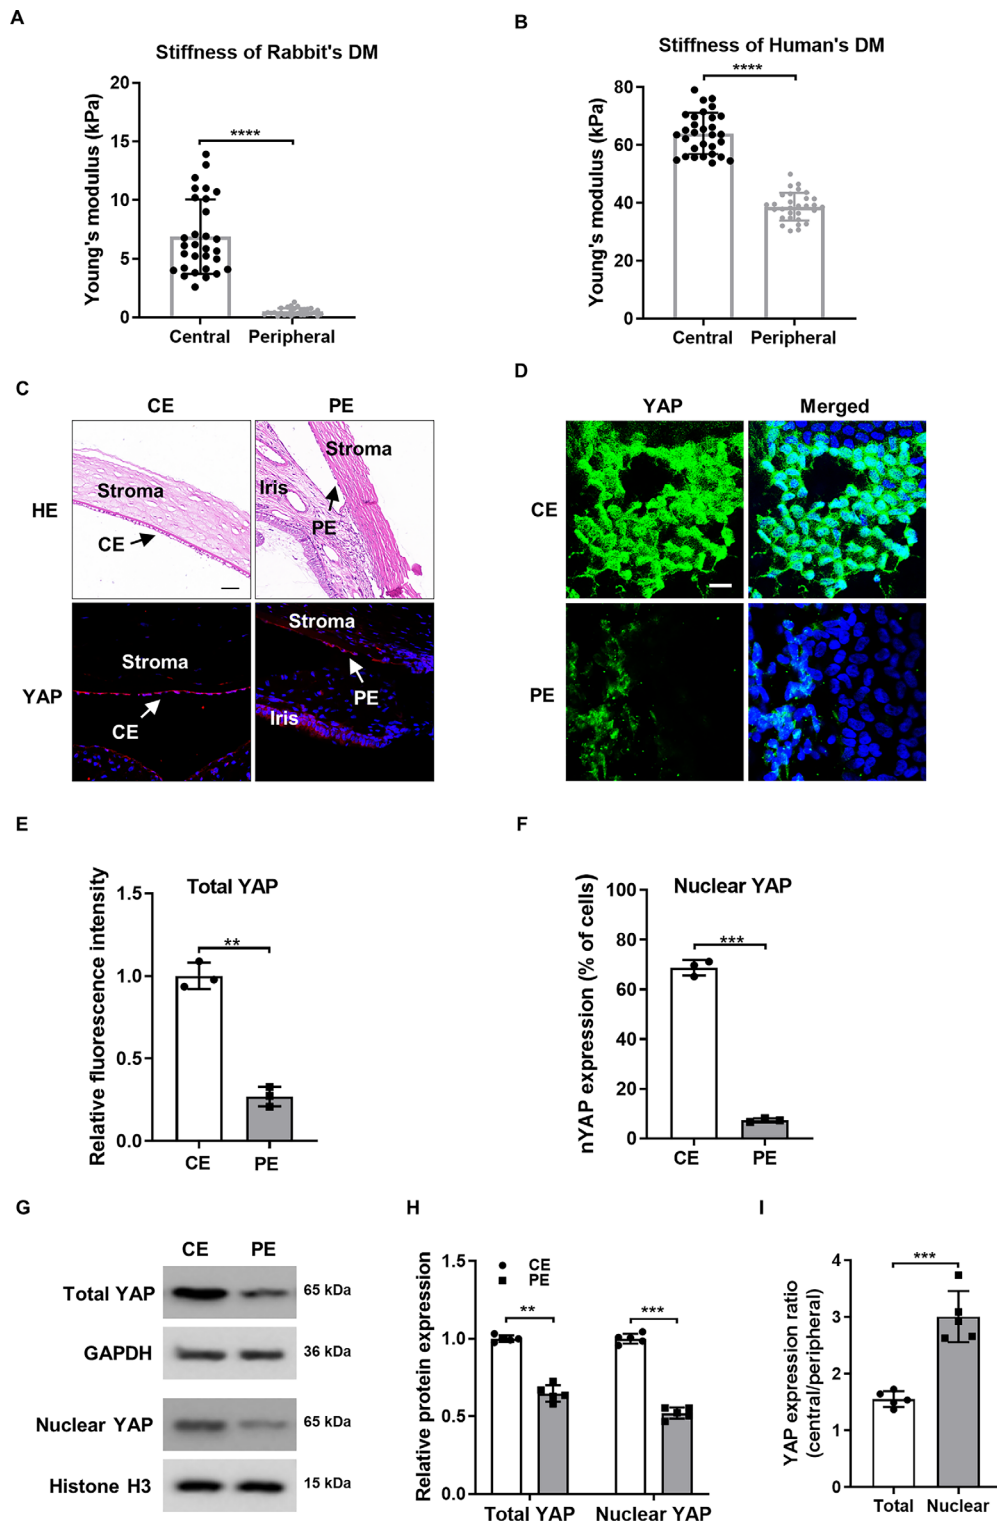 A
Stiffness of Rabbit's DM
Young's modulus (kPa)
20
15
10
5
0
****
Central Peripheral
B
Stiffness of Human's DM
Young's modulus (kPa)
80
60
40
20
0
****
Central Peripheral
C
CE PE
HE
Stroma
CE
Stroma
Iris
PE
YAP
Stroma
CE
Stroma
PE
Iris
D
YAP Merged
CE
PE
E
Total YAP
Relative fluorescence intensity
1.5
1.0
0.5
0.0
**
CE PE
F
Nuclear YAP
nYAP expression (% of cells)
100
80
60
40
20
0
***
CE PE
G
CE PE
Total YAP 65 kDa
GAPDH 36 kDa
Nuclear YAP 65 kDa
Histone H3 15 kDa
H
Relative protein expression
1.5
1.0
0.5
0.0
CE
PE
** ***
Total YAP Nuclear YAP
I
YAP expression ratio
(central/peripheral)
4
3
2
1
0
***
Total Nuclear